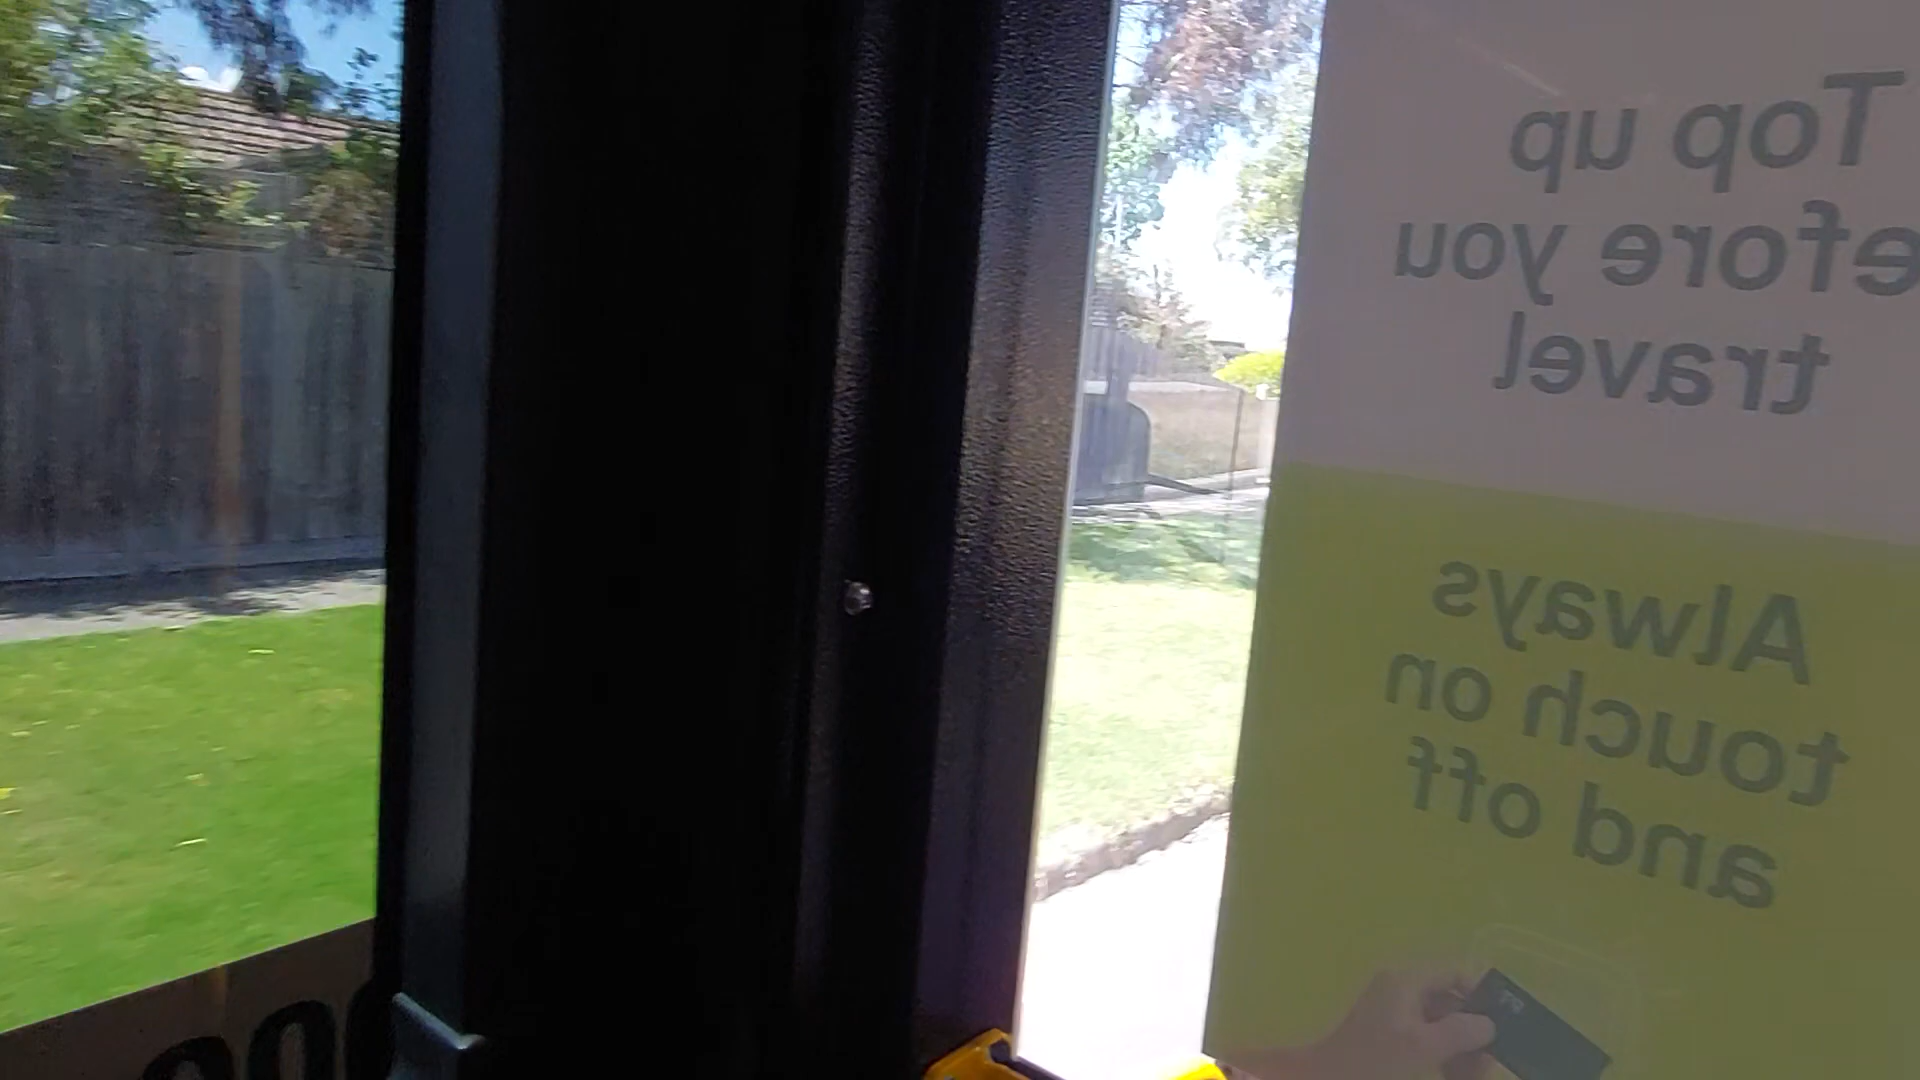 Top up
efore you
travel
Always
touch on
and off